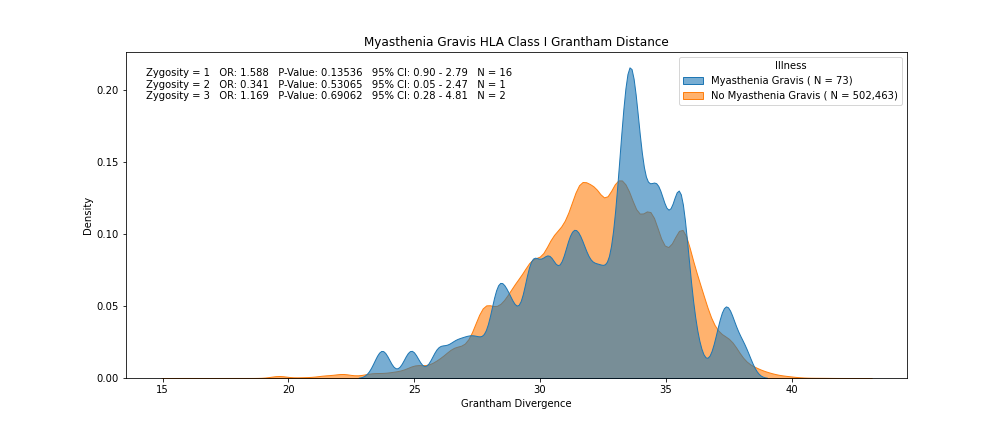 Myasthenia Gravis HLA Class I Grantham Distance
Zygosity = 1   OR: 1.588   P-Value: 0.13536   95% CI: 0.90 - 2.79   N = 16
Zygosity = 2   OR: 0.341   P-Value: 0.53065   95% CI: 0.05 - 2.47   N = 1
Zygosity = 3   OR: 1.169   P-Value: 0.69062   95% CI: 0.28 - 4.81   N = 2
Illness
Myasthenia Gravis ( N = 73)
No Myasthenia Gravis ( N = 502,463)
Density
0.20
0.15
0.10
0.05
0.00
15 20 25 30 35 40
Grantham Divergence